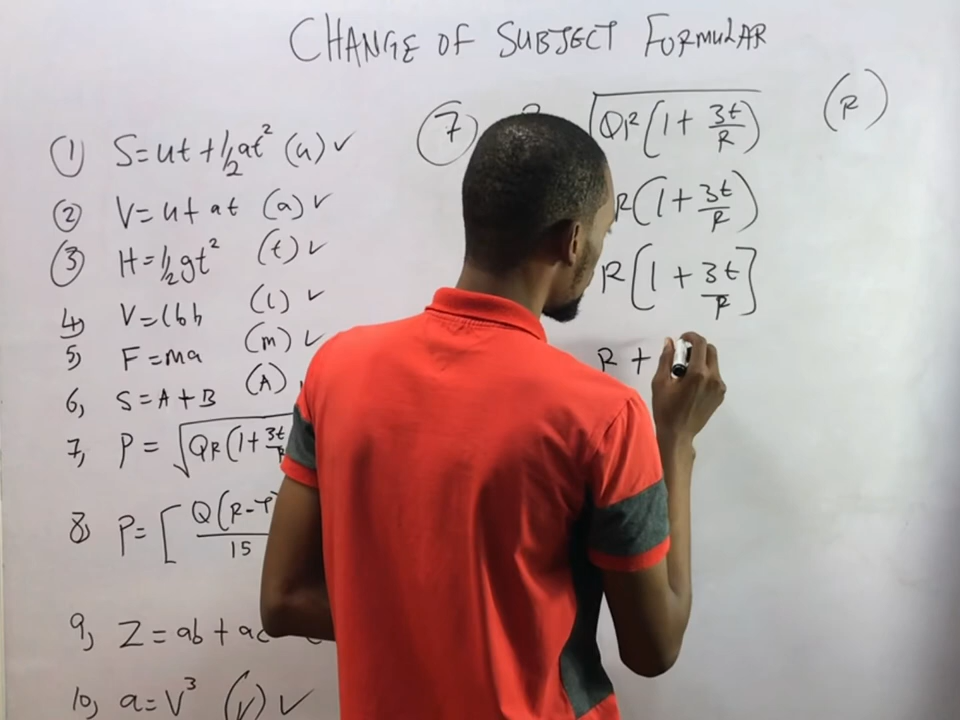 CHANGE OF SUBJECT FORMULAR
① S=ut+½at² (u) ✓
② V=u+at (a) ✓
③ H=½gt² (t) ✓
4) V=lbh (l) ✓
5, F=ma (m) ✓
6, S=A+B (A)
7, P=√QR(1+3t/R
8, P=[Q(R-T)/15
9, Z=ab+ac
10, a=V³ (V) ✓
⑦ √QR(1+3t/R) (R)
R(1+3t/R)
R[1+3t/R]
R+